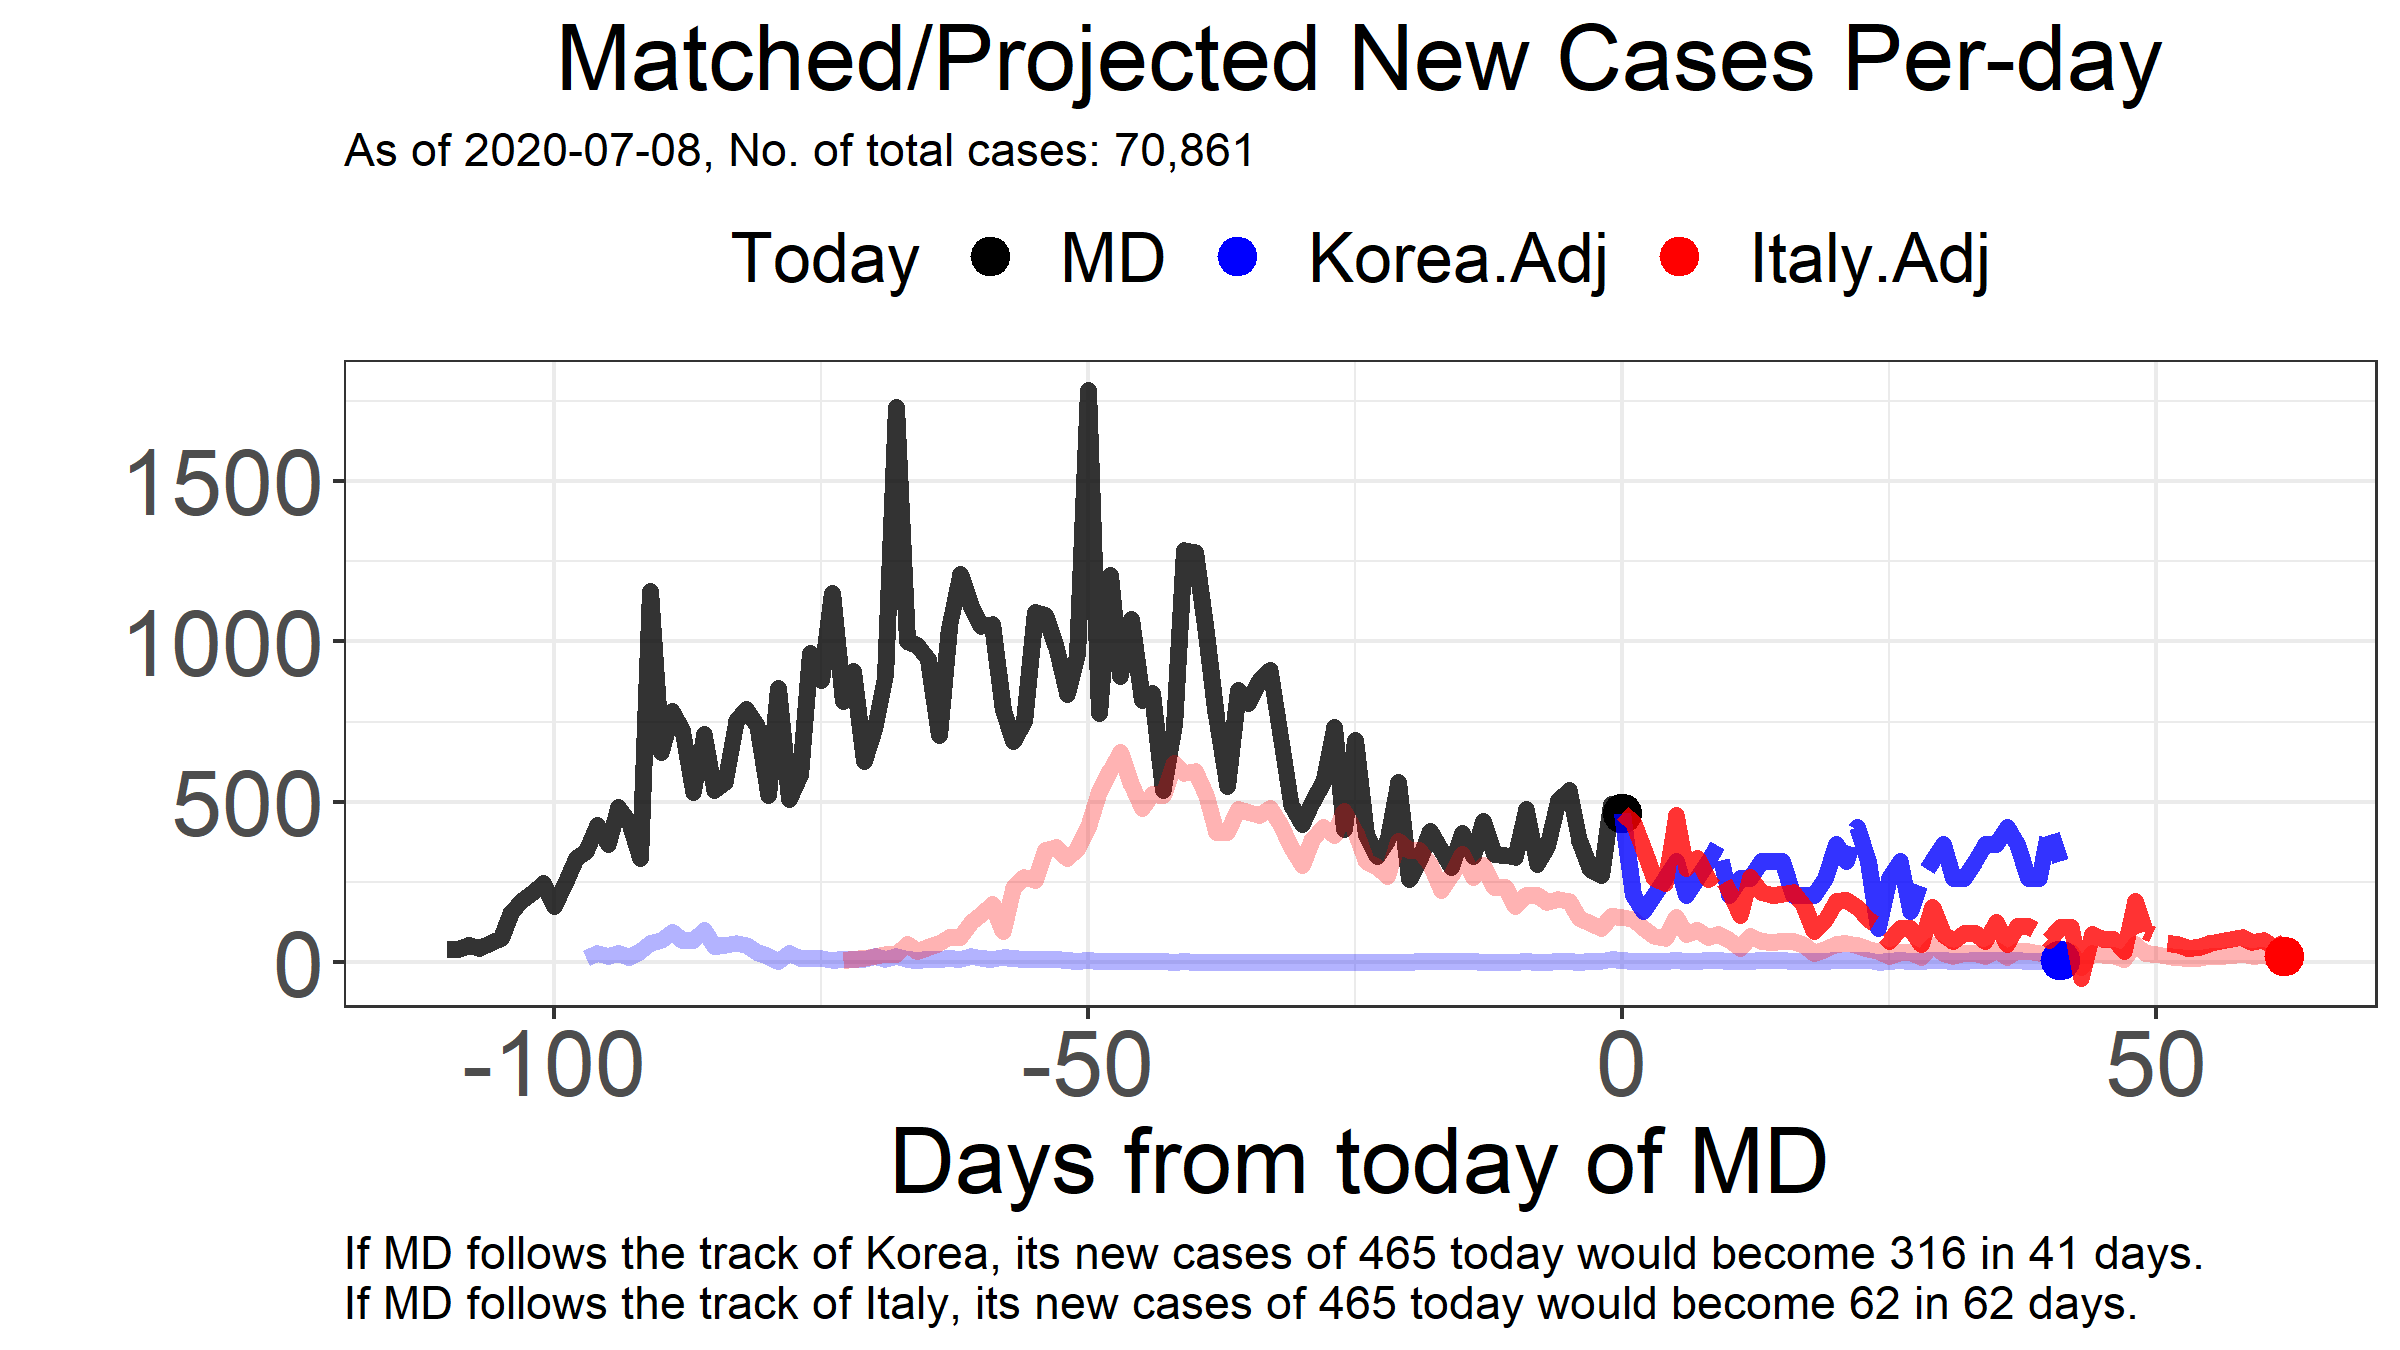 Matched/Projected New Cases Per-day
As of 2020-07-08, No. of total cases: 70,861
Today MD Korea.Adj Italy.Adj
1500
1000
500
0
-100 -50 0 50
Days from today of MD
If MD follows the track of Korea, its new cases of 465 today would become 316 in 41 days.
If MD follows the track of Italy, its new cases of 465 today would become 62 in 62 days.